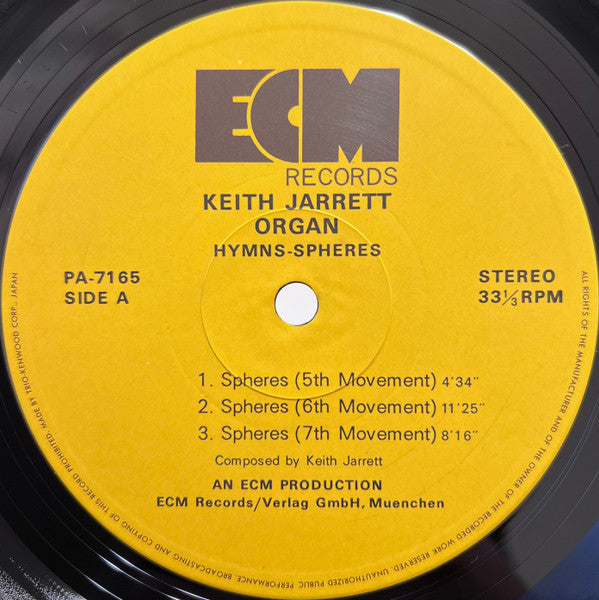 ECM
RECORDS
KEITH JARRETT
ORGAN
HYMNS-SPHERES
PA-7165
SIDE A
STEREO
33⅓RPM
1. Spheres (5th Movement) 4'34"
2. Spheres (6th Movement) 11'25"
3. Spheres (7th Movement) 8'16"
Composed by Keith Jarrett
AN ECM PRODUCTION
ECM Records/Verlag GmbH, Muenchen
ALL RIGHTS OF THE MANUFACTURER AND OF THE OWNER OF THE RECORDED WORK RESERVED. UNAUTHORIZED PUBLIC PERFORMANCE, BROADCASTING AND COPYING OF THIS RECORD PROHIBITED. MADE BY TRIO-KENWOOD CORP., JAPAN